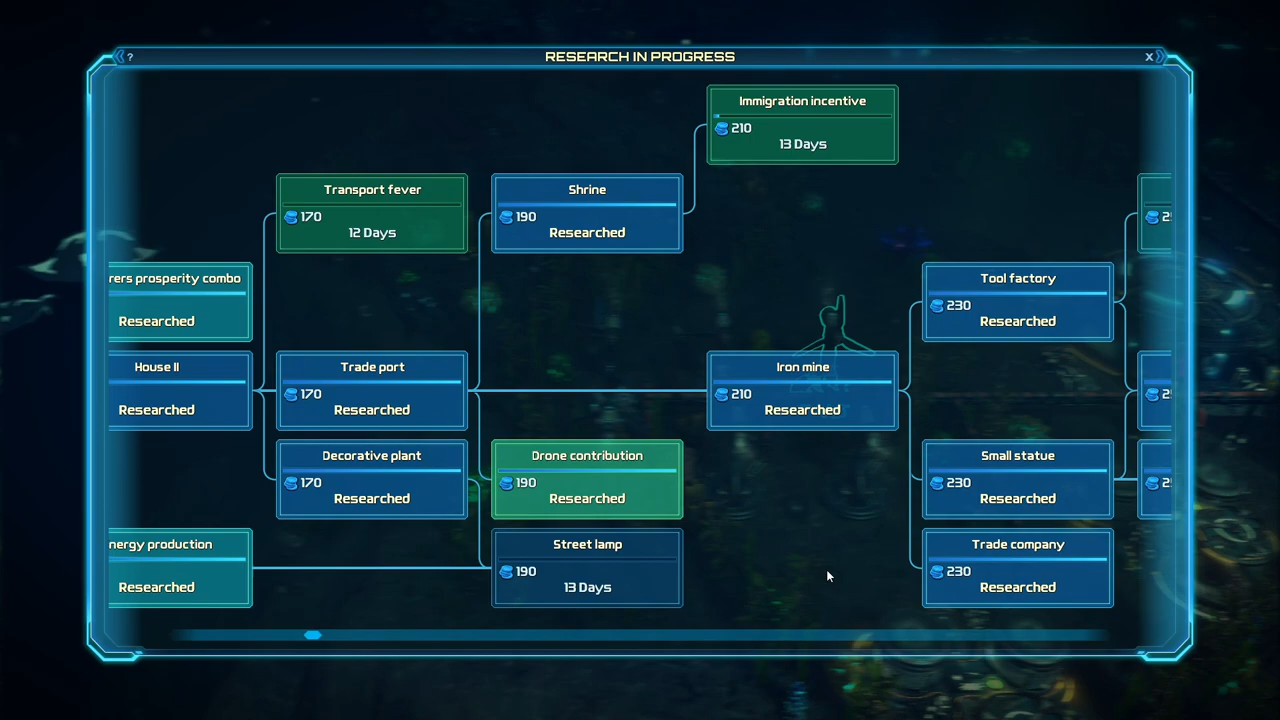 ?
RESEARCH IN PROGRESS
X
Immigration incentive
210
13 Days
Transport fever
170
12 Days
Shrine
190
Researched
rers prosperity combo
Researched
Tool factory
230
Researched
House II
Researched
Trade port
170
Researched
Iron mine
210
Researched
Decorative plant
170
Researched
Drone contribution
190
Researched
Small statue
230
Researched
nergy production
Researched
Street lamp
190
13 Days
Trade company
230
Researched